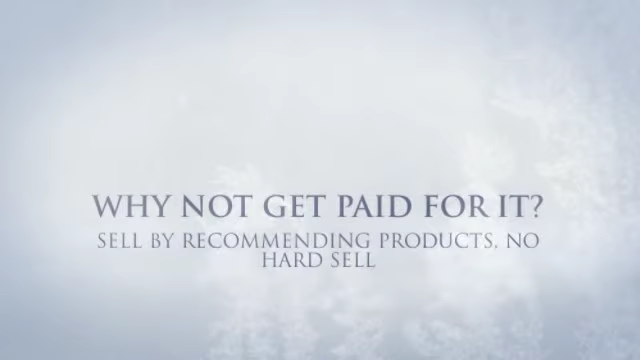 WHY NOT GET PAID FOR IT?
SELL BY RECOMMENDING PRODUCTS. NO
HARD SELL